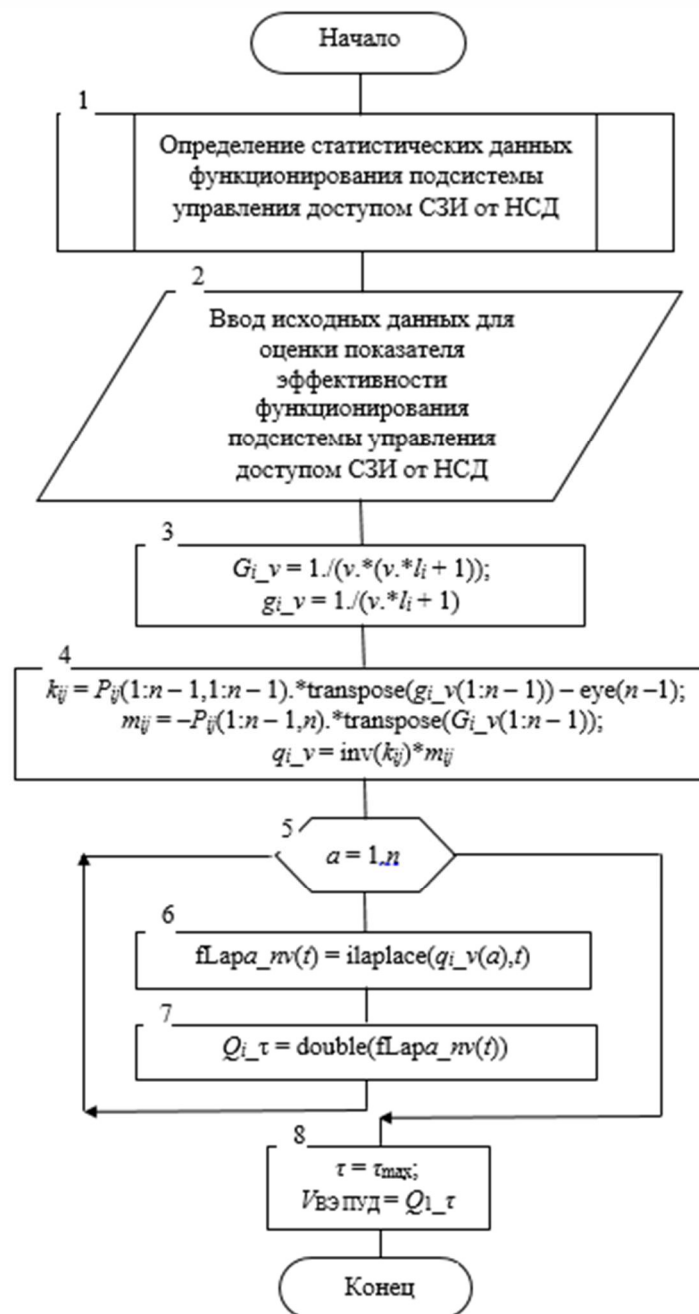 Начало
1
Определение статистических данных
функционирования подсистемы
управления доступом СЗИ от НСД
2
Ввод исходных данных для
оценки показателя
эффективности
функционирования
подсистемы управления
доступом СЗИ от НСД
3
Gi_v = 1./(v.*(v.*li + 1));
gi_v = 1./(v.*li + 1)
4
kij = Pij(1:n – 1,1:n – 1).*transpose(gi_v(1:n – 1)) – eye(n –1);
mij = –Pij(1:n – 1,n).*transpose(Gi_v(1:n – 1));
qi_v = inv(kij)*mij
5
a = 1, n
6
fLapa_nv(t) = ilaplace(qi_v(a),t)
7
Qi_τ = double(fLapa_nv(t))
8
τ = τmax;
VВЭ ПУД = Q1_τ
Конец